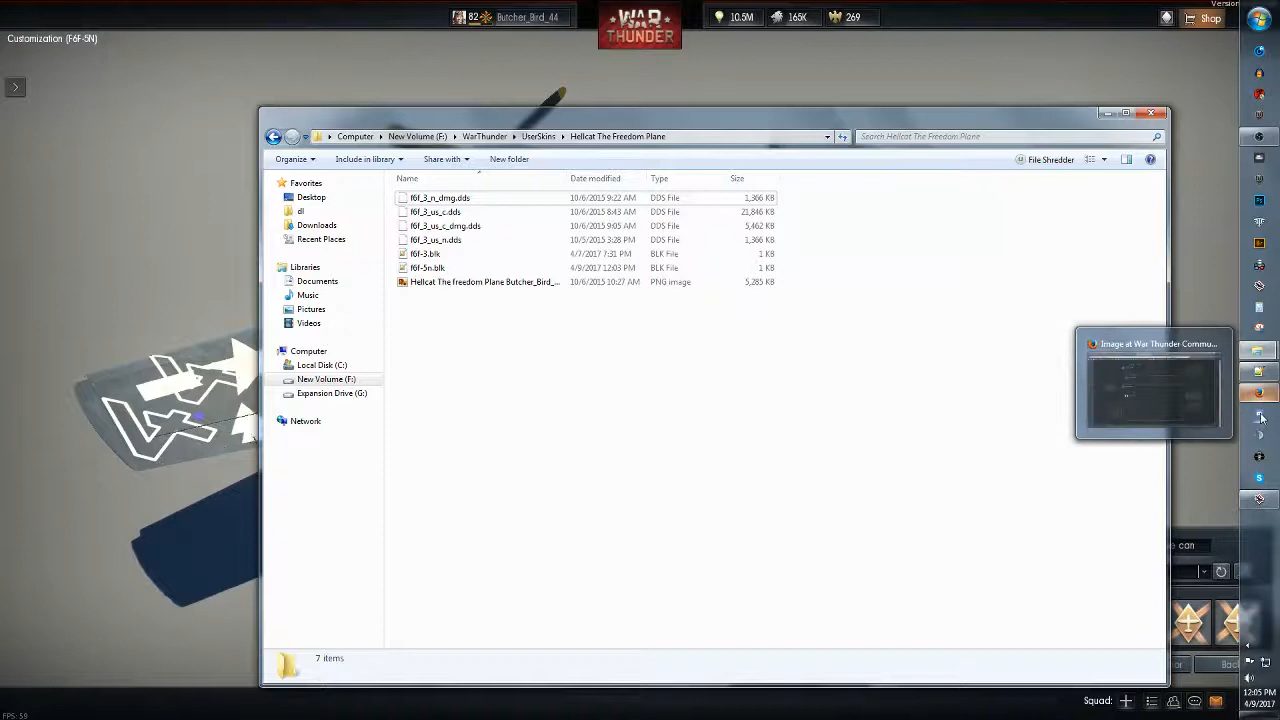 Version
82 Butcher_Bird_44
WAR THUNDER
10.5M
165K
269
Shop
Customization (F6F-5N)
Computer New Volume (F:) WarThunder UserSkins Hellcat The Freedom Plane
Search Hellcat The Freedom Plane
Organize Include in library Share with New folder
File Shredder
Name Date modified Type Size
Favorites
Desktop
dl
Downloads
Recent Places
Libraries
Documents
Music
Pictures
Videos
Computer
Local Disk (C:)
New Volume (F:)
Expansion Drive (G:)
Network
f6f_3_n_dmg.dds 10/6/2015 9:22 AM DDS File 1,366 KB
f6f_3_us_c.dds 10/6/2015 8:43 AM DDS File 21,846 KB
f6f_3_us_c_dmg.dds 10/6/2015 9:05 AM DDS File 5,462 KB
f6f_3_us_n.dds 10/5/2015 3:28 PM DDS File 1,366 KB
f6f-3.blk 4/7/2017 7:31 PM BLK File 1 KB
f6f-5n.blk 4/9/2017 12:03 PM BLK File 1 KB
Hellcat The freedom Plane Butcher_Bird_... 10/6/2015 10:27 AM PNG image 5,285 KB
Image at War Thunder Commu...
can
Bac
7 items
Squad:
12:05 PM
4/9/2017
FPS: 59